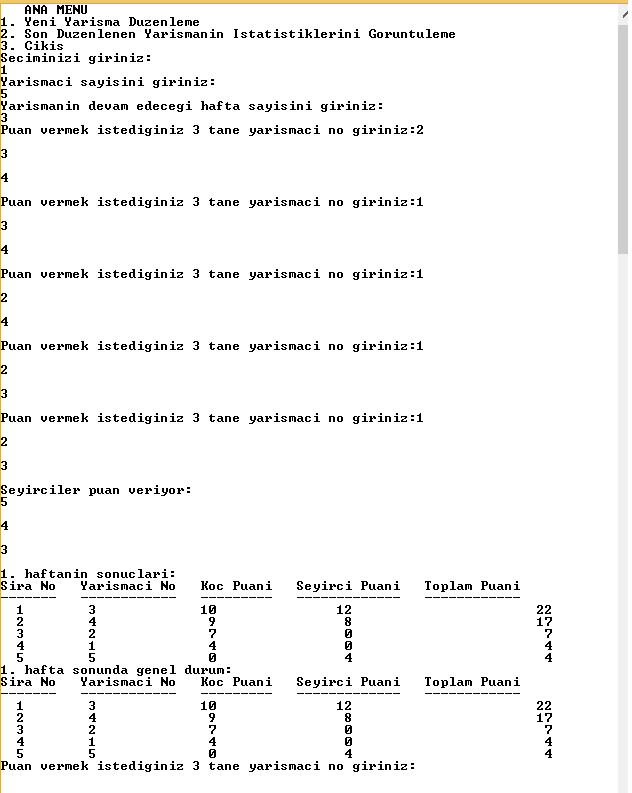 ANA MENU
1. Yeni Yarisma Duzenleme
2. Son Duzenlenen Yarismanin Istatistiklerini Goruntuleme
3. Cikis
Seciminizi giriniz:
1
Yarismaci sayisini giriniz:
5
Yarismanin devam edecegi hafta sayisini giriniz:
3
Puan vermek istediginiz 3 tane yarismaci no giriniz:2
3
4
Puan vermek istediginiz 3 tane yarismaci no giriniz:1
3
4
Puan vermek istediginiz 3 tane yarismaci no giriniz:1
2
4
Puan vermek istediginiz 3 tane yarismaci no giriniz:1
2
3
Puan vermek istediginiz 3 tane yarismaci no giriniz:1
2
3
Seyirciler puan veriyor:
5
4
3
1. haftanin sonuclari:
Sira No Yarismaci No Koc Puani Seyirci Puani Toplam Puani
------- ------------ --------- ------------- ------------
1 3 10 12 22
2 4 9 8 17
3 2 7 0 7
4 1 4 0 4
5 5 0 4 4
1. hafta sonunda genel durum:
Sira No Yarismaci No Koc Puani Seyirci Puani Toplam Puani
------- ------------ --------- ------------- ------------
1 3 10 12 22
2 4 9 8 17
3 2 7 0 7
4 1 4 0 4
5 5 0 4 4
Puan vermek istediginiz 3 tane yarismaci no giriniz: